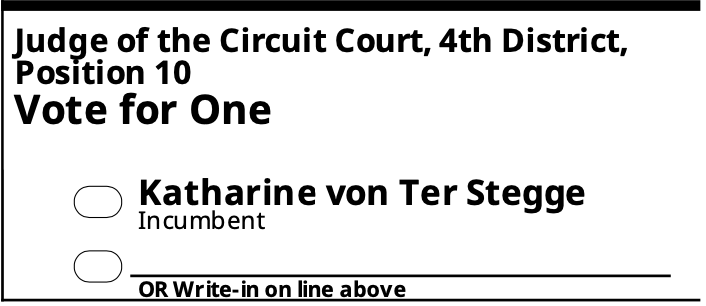 Judge of the Circuit Court, 4th District,
Position 10
Vote for One
Katharine von Ter Stegge
Incumbent
OR Write-in on line above